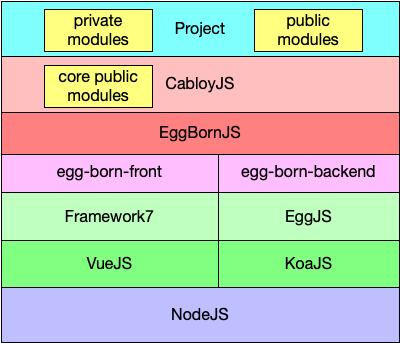 private
modules
Project
public
modules
core public
modules
CabloyJS
EggBornJS
egg-born-front
egg-born-backend
Framework7
EggJS
VueJS
KoaJS
NodeJS